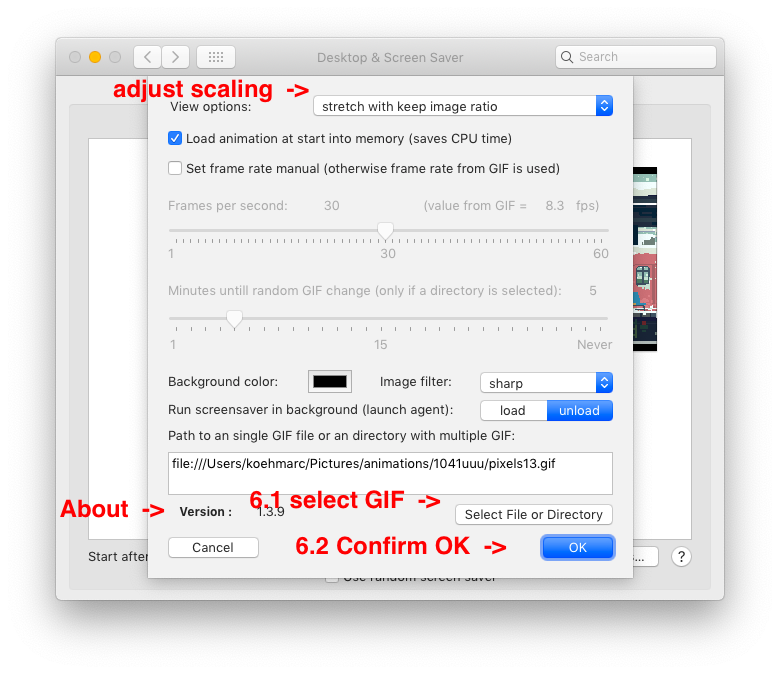 Desktop & Screen Saver
Search
adjust scaling ->
View options:
stretch with keep image ratio
Load animation at start into memory (saves CPU time)
Set frame rate manual (otherwise frame rate from GIF is used)
Frames per second: 30 (value from GIF = 8.3 fps)
1 30 60
Minutes untill random GIF change (only if a directory is selected): 5
1 15 Never
Background color:
Image filter: sharp
Run screensaver in background (launch agent): load unload
Path to an single GIF file or an directory with multiple GIF:
file:///Users/koehmarc/Pictures/animations/1041uuu/pixels13.gif
6.1 select GIF ->
About -> Version : 1.3.9
Select File or Directory
Cancel
6.2 Confirm OK ->
OK
Start after
...
?
Use random screen saver